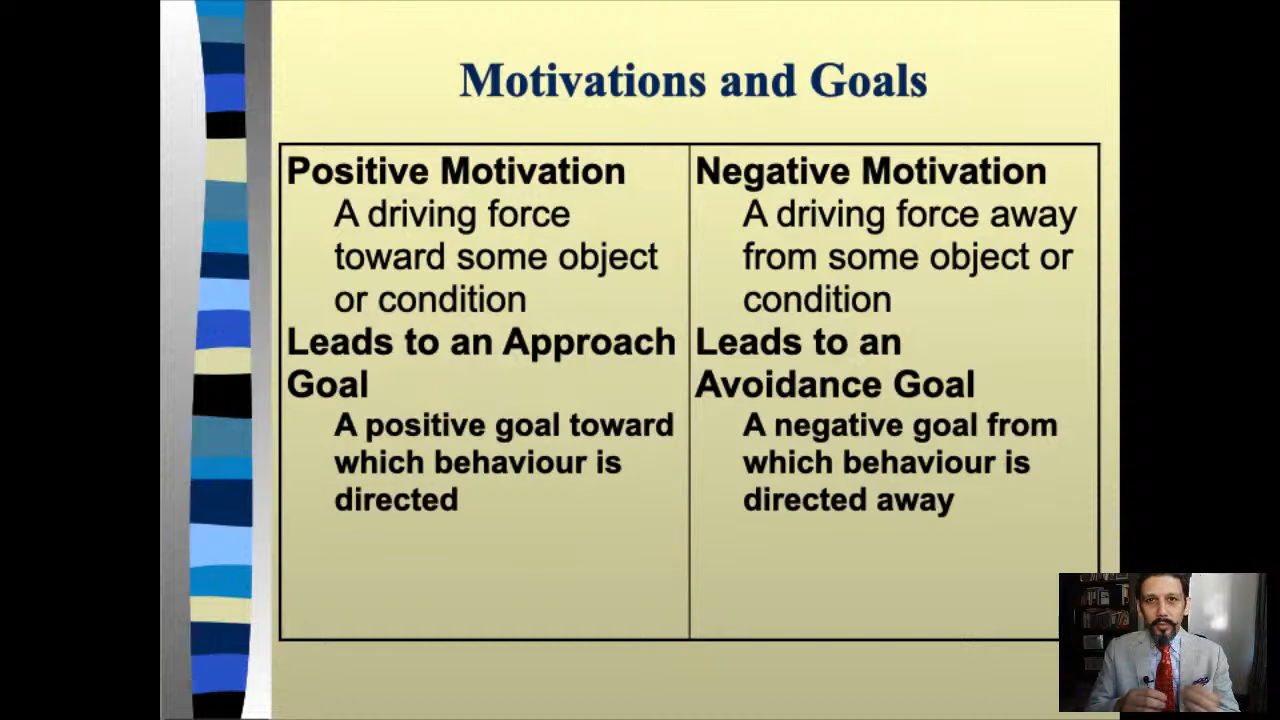 Motivations and Goals
Positive Motivation
A driving force
toward some object
or condition
Leads to an Approach
Goal
A positive goal toward
which behaviour is
directed
Negative Motivation
A driving force away
from some object or
condition
Leads to an
Avoidance Goal
A negative goal from
which behaviour is
directed away